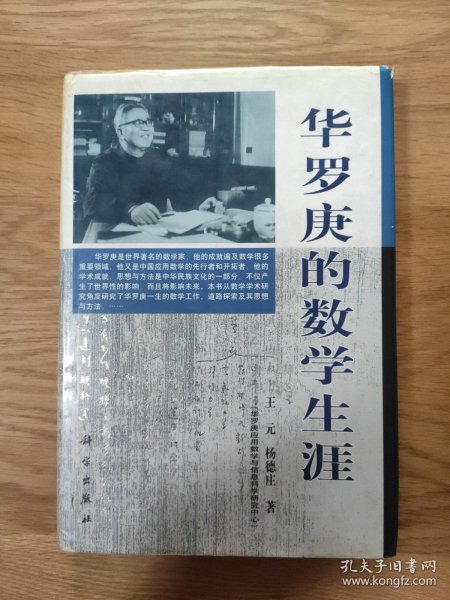 华罗庚的数学生涯
华罗庚是世界著名的数学家，他的成就遍及数学很多
重要领域，他又是中国应用数学的先行者和开拓者，他的
学术成就、思想与方法是中华民族文化的一部分，不仅产
生了世界性的影响，而且将影响未来。本书从数学学术研
究角度研究了华罗庚一生的数学工作，道路探索及其思想
与方法……
王元 杨德庄 著
（华罗庚应用数学与信息科学研究中心）
科学出版社
孔夫子旧书网
www.kongfz.com